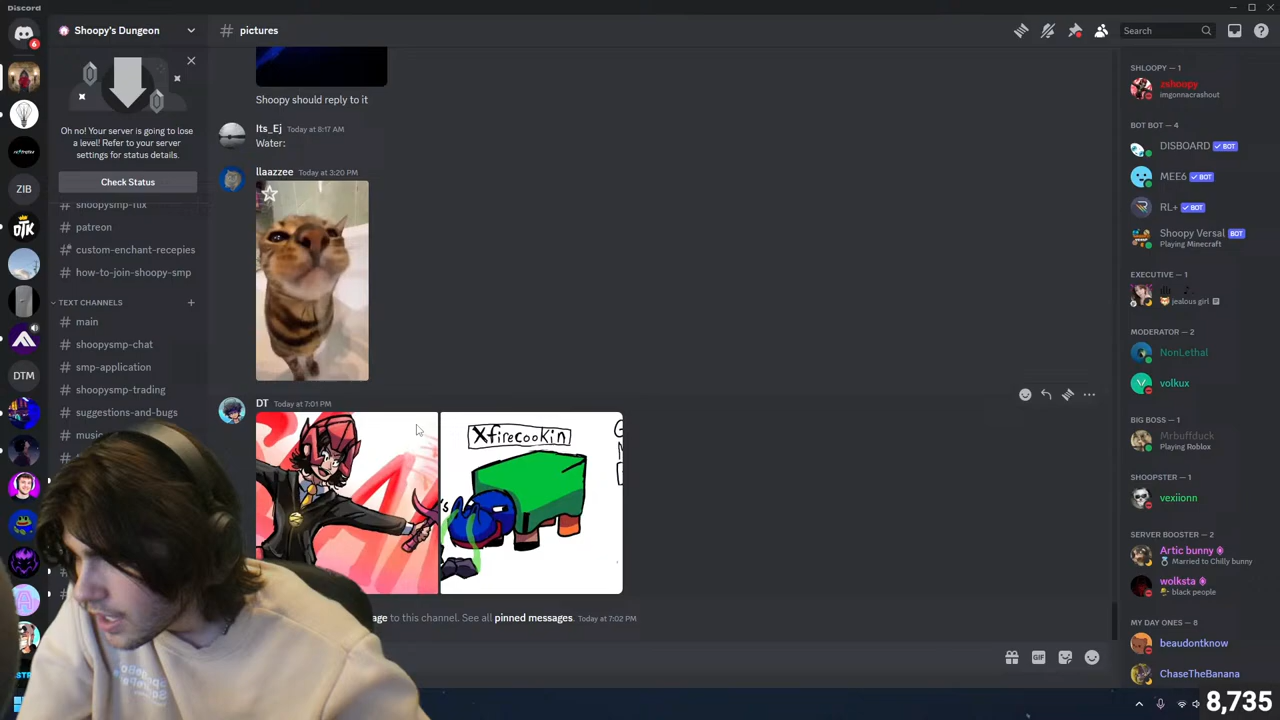 Discord
Shoopy's Dungeon
pictures
Search
6
Oh no! Your server is going to lose
a level! Refer to your server
settings for status details.
Check Status
shoopysmp-flix
patreon
custom-enchant-recepies
how-to-join-shoopy-smp
TEXT CHANNELS
main
shoopysmp-chat
smp-application
shoopysmp-trading
suggestions-and-bugs
ZIB
DTK
DTM
Shoopy should reply to it
Its_Ej Today at 8:17 AM
Water:
llaazzee Today at 3:20 PM
DT Today at 7:01 PM
Xfirecookin
to this channel. See all pinned messages. Today at 7:02 PM
GIF
SHLOOPY — 1
imgonnacrashout
BOT BOT — 4
DISBOARD BOT
MEE6 BOT
RL+ BOT
Shoopy Versal BOT
Playing Minecraft
EXECUTIVE — 1
jealous girl
MODERATOR — 2
NonLethal
volkux
BIG BOSS — 1
Mrbuffduck
Playing Roblox
SHOOPSTER — 1
vexiionn
SERVER BOOSTER — 2
Artic bunny
Married to Chilly bunny
wolksta
black people
MY DAY ONES — 8
beaudontknow
ChaseTheBanana
8,735